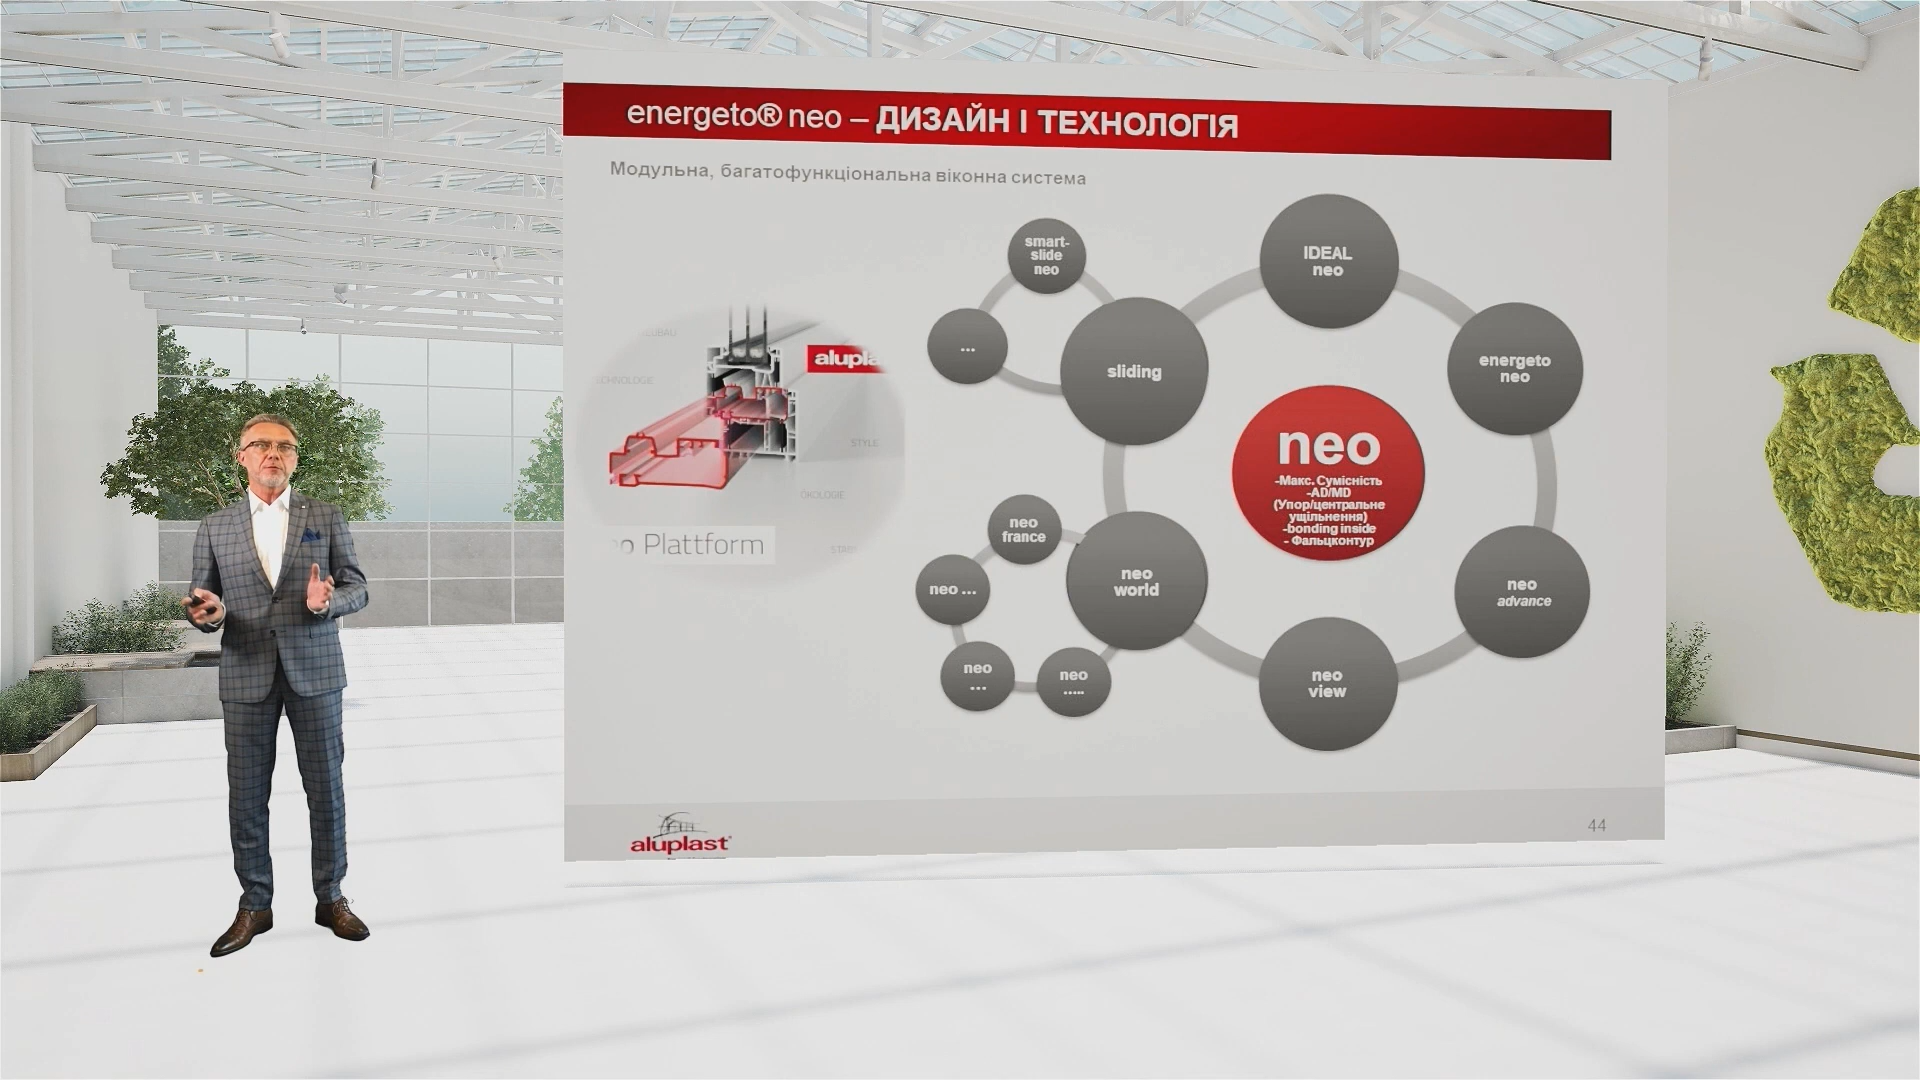 energeto® neo – ДИЗАЙН І ТЕХНОЛОГІЯ
Модульна, багатофункціональна віконна система
smart-
slide
neo
...
sliding
IDEAL
neo
energeto
neo
neo
-Макс. Сумісність
-AD/MD
(Упор/центральне
ущільнення)
-bonding inside
- Фальцконтур
neo
advance
neo
view
neo
world
neo
france
neo ...
neo
...
neo
.....
STYLE
ÖKOLOGIE
Plattform
aluplast
44